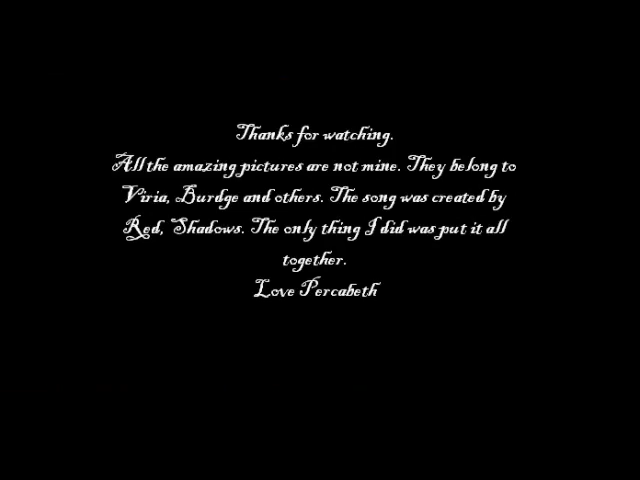 Thanks for watching.
All the amazing pictures are not mine. They belong to
Viria, Burdge and others. The song was created by
Red, Shadows. The only thing I did was put it all
together.
Love Percabeth